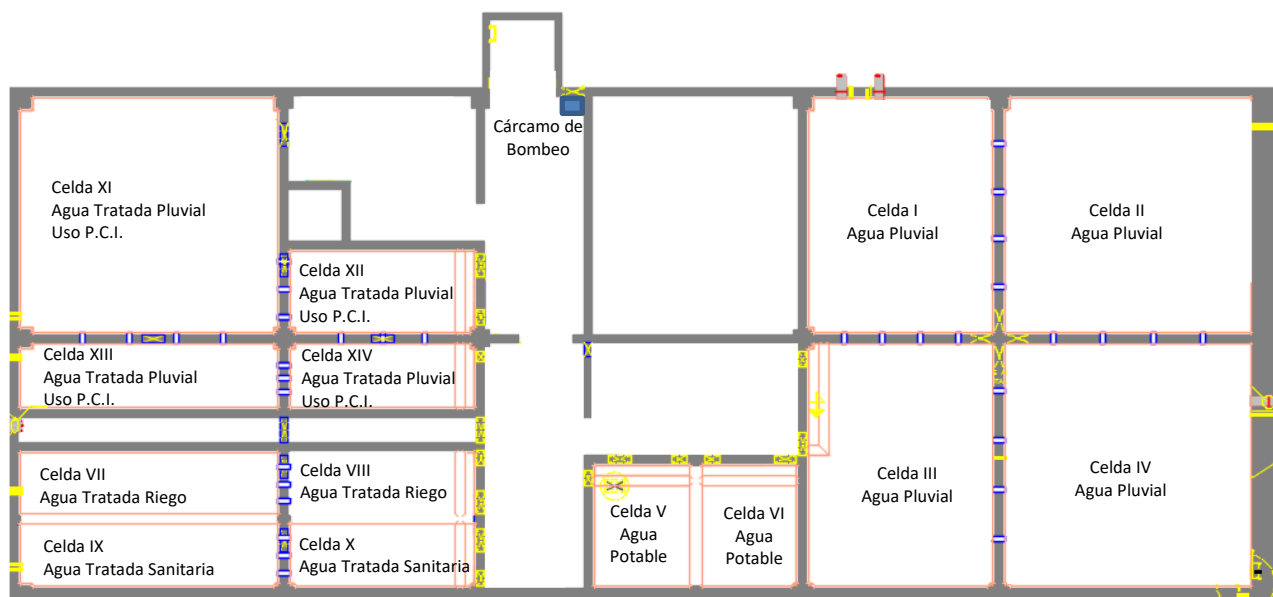 Cárcamo de
Bombeo
Celda XI
Agua Tratada Pluvial
Uso P.C.I.
Celda I
Agua Pluvial
Celda II
Agua Pluvial
Celda XII
Agua Tratada Pluvial
Uso P.C.I.
Celda XIII
Agua Tratada Pluvial
Uso P.C.I.
Celda XIV
Agua Tratada Pluvial
Uso P.C.I.
Celda VII
Agua Tratada Riego
Celda VIII
Agua Tratada Riego
Celda III
Agua Pluvial
Celda IV
Agua Pluvial
Celda V
Agua
Potable
Celda VI
Agua
Potable
Celda IX
Agua Tratada Sanitaria
Celda X
Agua Tratada Sanitaria